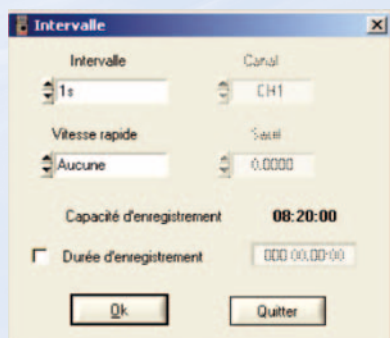 Intervalle
Intervalle Canal
1s CH1
Vitesse rapide Seuil
Aucune 0.0000
Capacité d'enregistrement 08:20:00
Durée d'enregistrement 000 00:00:00
Ok Quitter